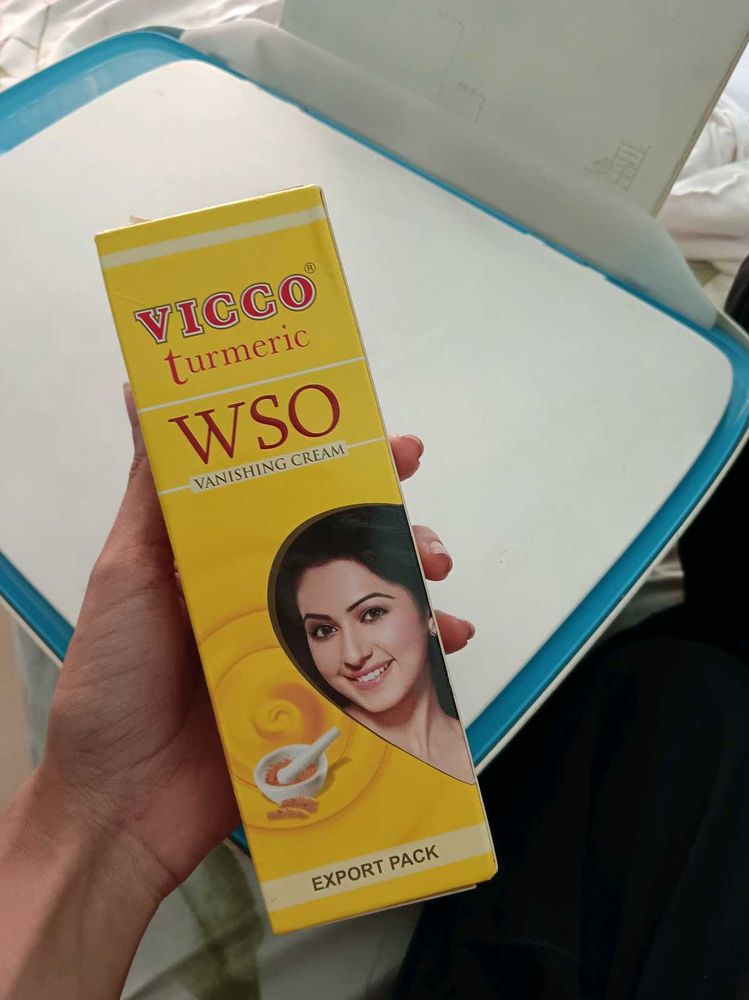 VICCO®
turmeric
WSO
VANISHING CREAM
EXPORT PACK